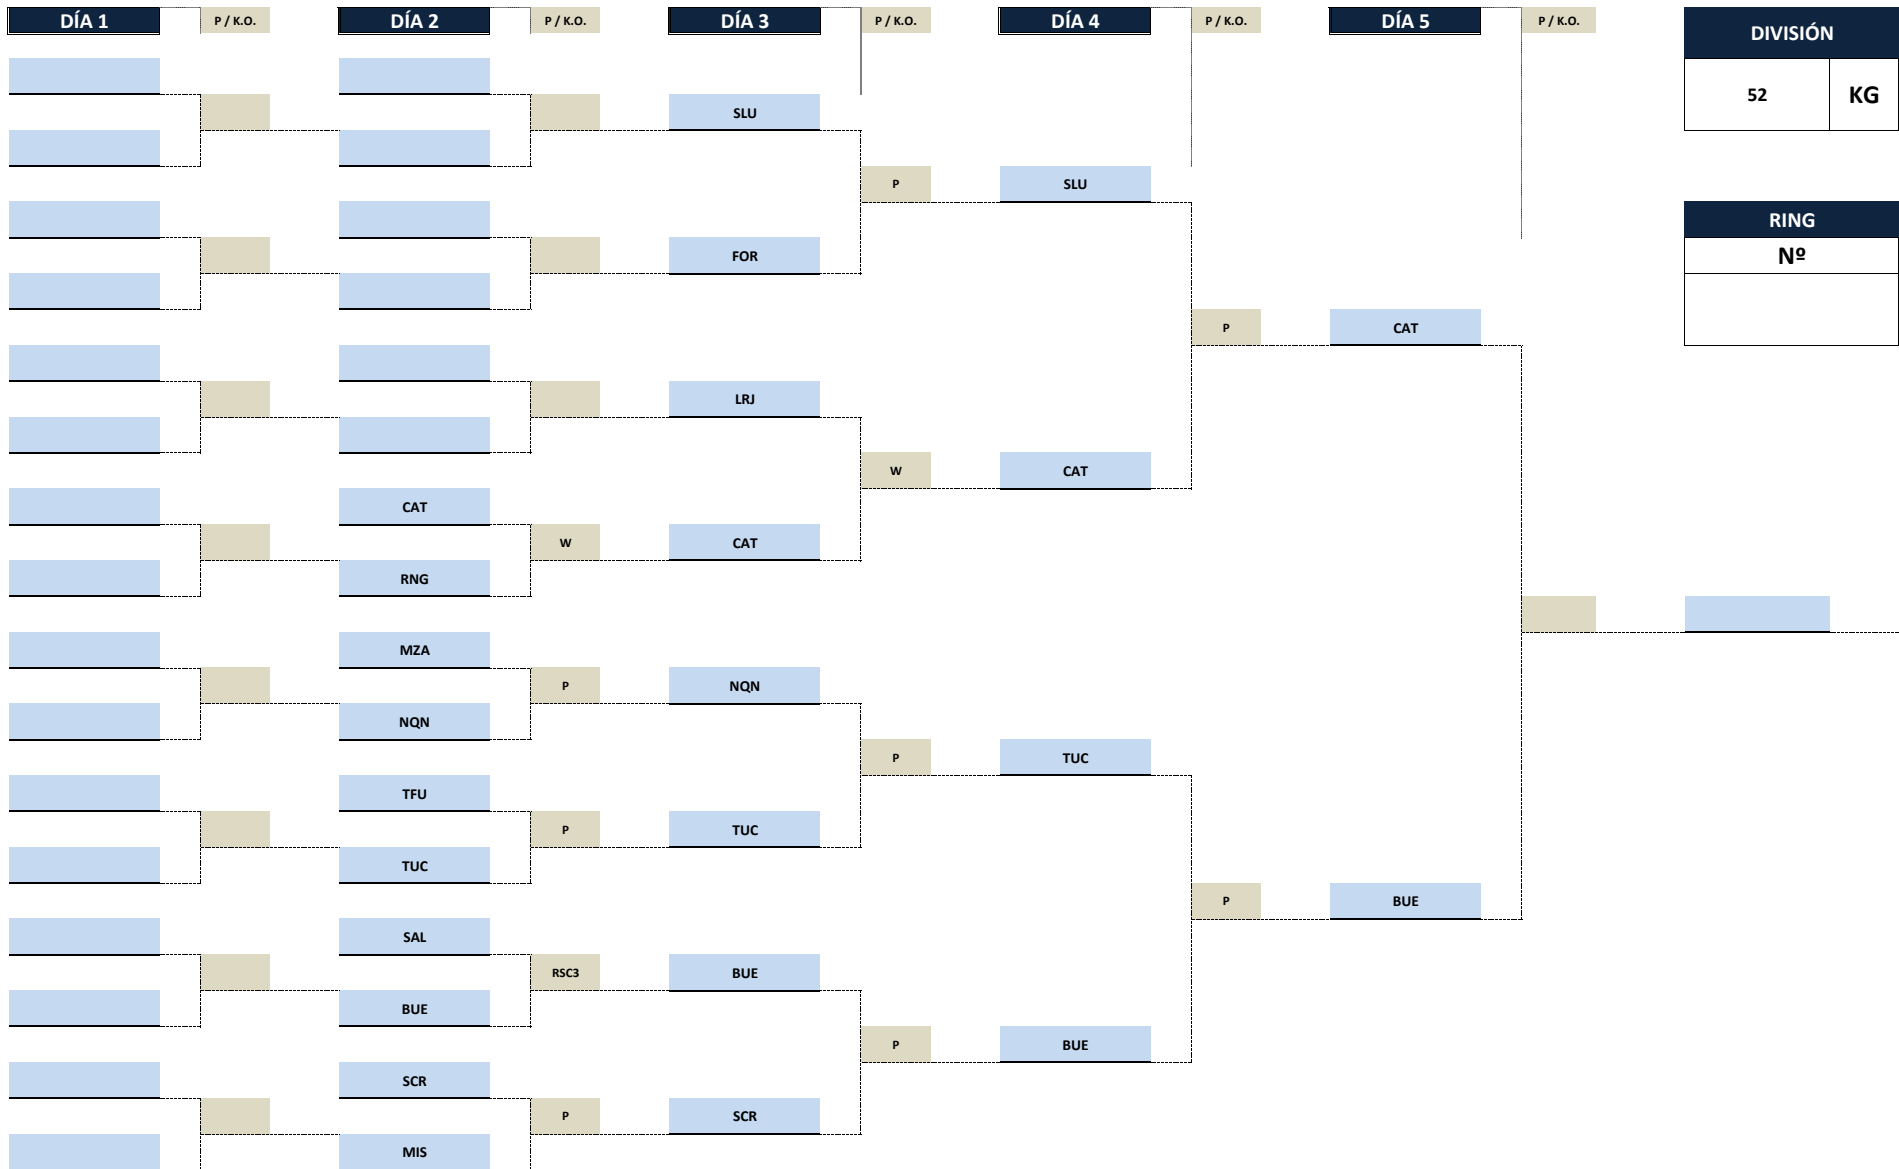 DÍA 1 P / K.O. DÍA 2 P / K.O. DÍA 3 P / K.O. DÍA 4 P / K.O. DÍA 5 P / K.O.
DIVISIÓN
52 KG
SLU
P SLU
RING
FOR
Nº
P CAT
LRJ
W CAT
CAT
W CAT
RNG
MZA
P NQN
NQN
P TUC
TFU
P TUC
TUC
P BUE
SAL
RSC3 BUE
BUE
P BUE
SCR
P SCR
MIS